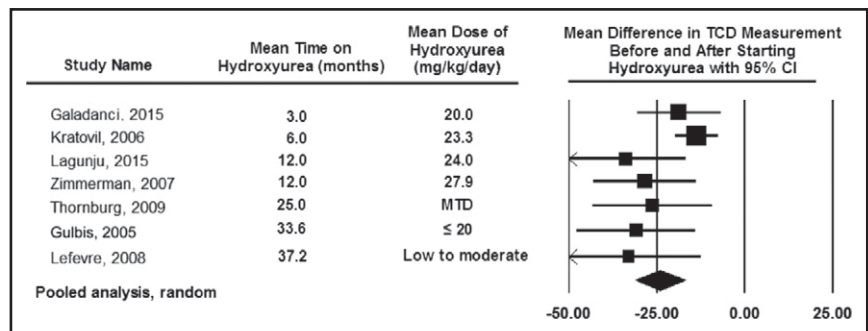 Study Name
Mean Time on
Hydroxyurea (months)
Mean Dose of
Hydroxyurea
(mg/kg/day)
Mean Difference in TCD Measurement
Before and After Starting
Hydroxyurea with 95% CI
Galadanci, 2015 3.0 20.0
Kratovil, 2006 6.0 23.3
Lagunju, 2015 12.0 24.0
Zimmerman, 2007 12.0 27.9
Thornburg, 2009 25.0 MTD
Gulbis, 2005 33.6 ≤ 20
Lefevre, 2008 37.2 Low to moderate
Pooled analysis, random
-50.00 -25.00 0.00 25.00